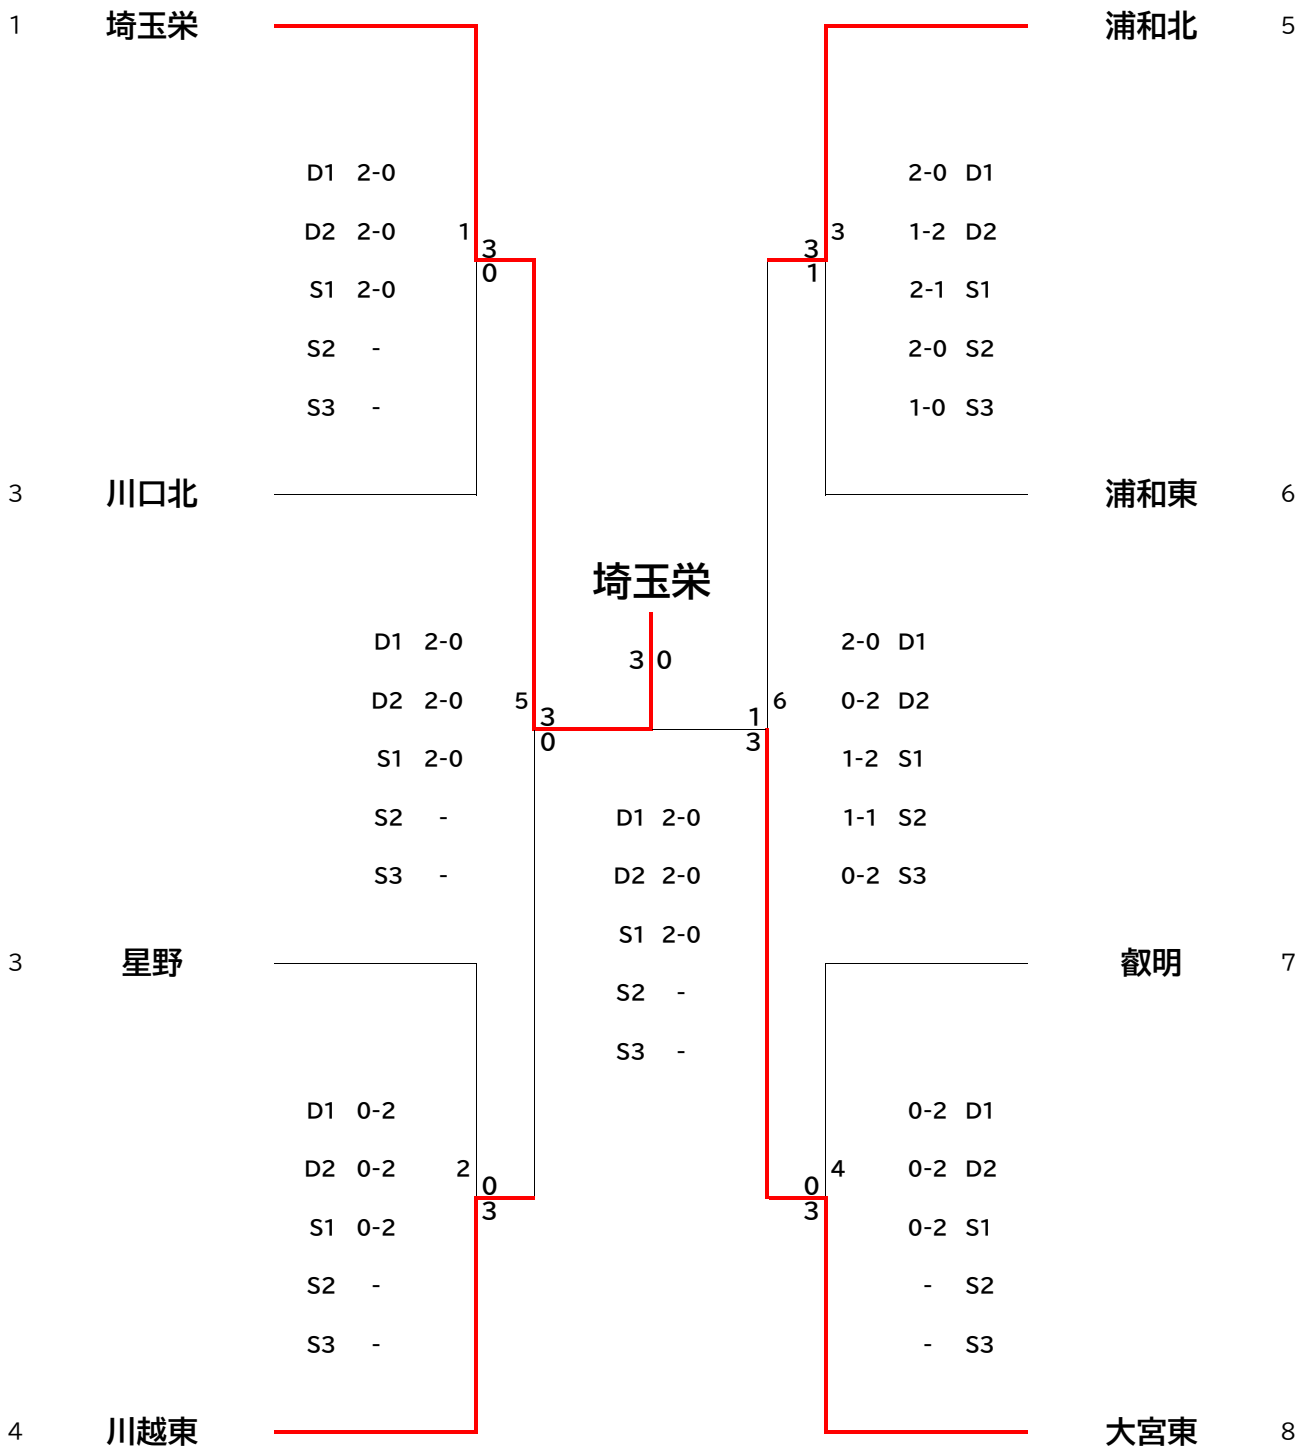 1 埼玉栄 浦和北 5
D1 2-0 2-0 D1
D2 2-0 1 3 1-2 D2
3 3
0 1
S1 2-0 2-1 S1
S2 - 2-0 S2
S3 - 1-0 S3
3 川口北 浦和東 6
埼玉栄
D1 2-0 3 0 2-0 D1
D2 2-0 5 6 0-2 D2
3 1
0 3
S1 2-0 1-2 S1
S2 - D1 2-0 1-1 S2
S3 - D2 2-0 0-2 S3
S1 2-0
3 星野 叡明 7
S2 -
S3 -
D1 0-2 0-2 D1
D2 0-2 2 4 0-2 D2
0 0
3 3
S1 0-2 0-2 S1
S2 - - S2
S3 - - S3
4 川越東 大宮東 8